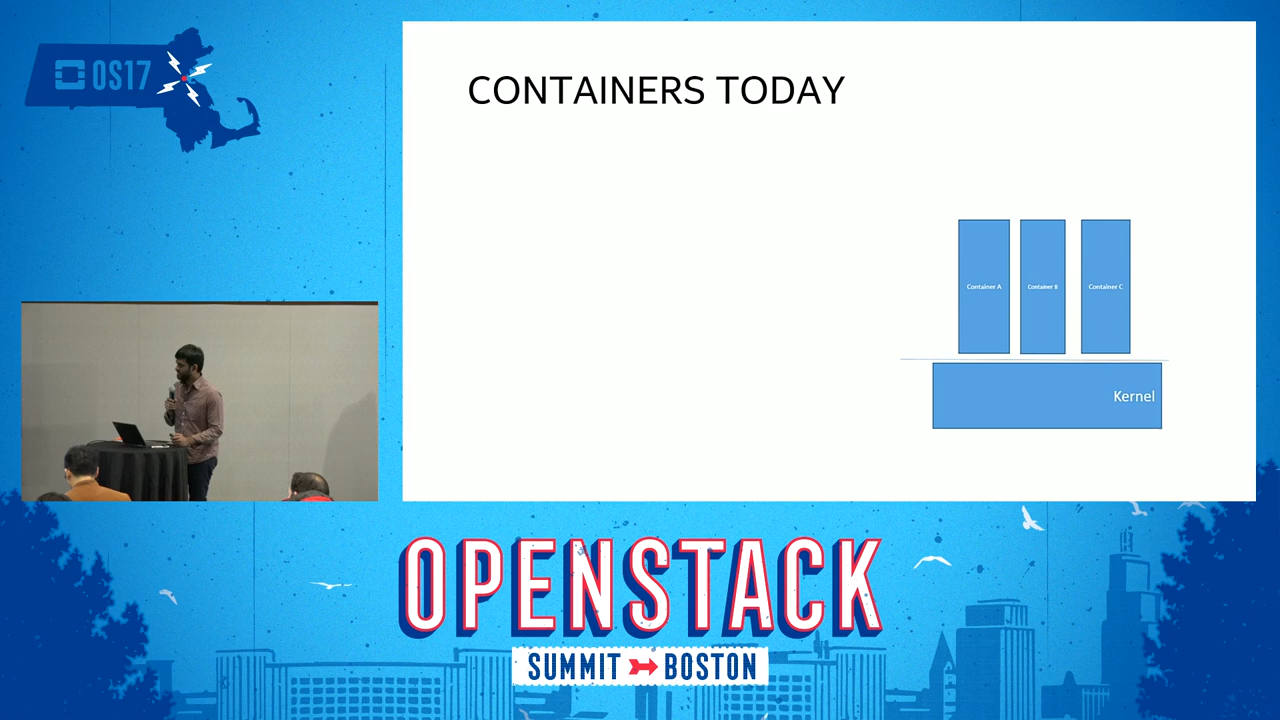 OS17
CONTAINERS TODAY
Container A
Container B
Container C
Kernel
OPENSTACK
SUMMIT BOSTON